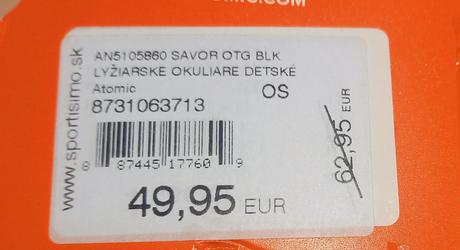 AN5105860 SAVOR OTG BLK
LYŽIARSKE OKULIARE DETSKÉ
Atomic
OS
8731063713
8 87445 17760 9
49,95 EUR
62,95 EUR
www.sportisimo.sk